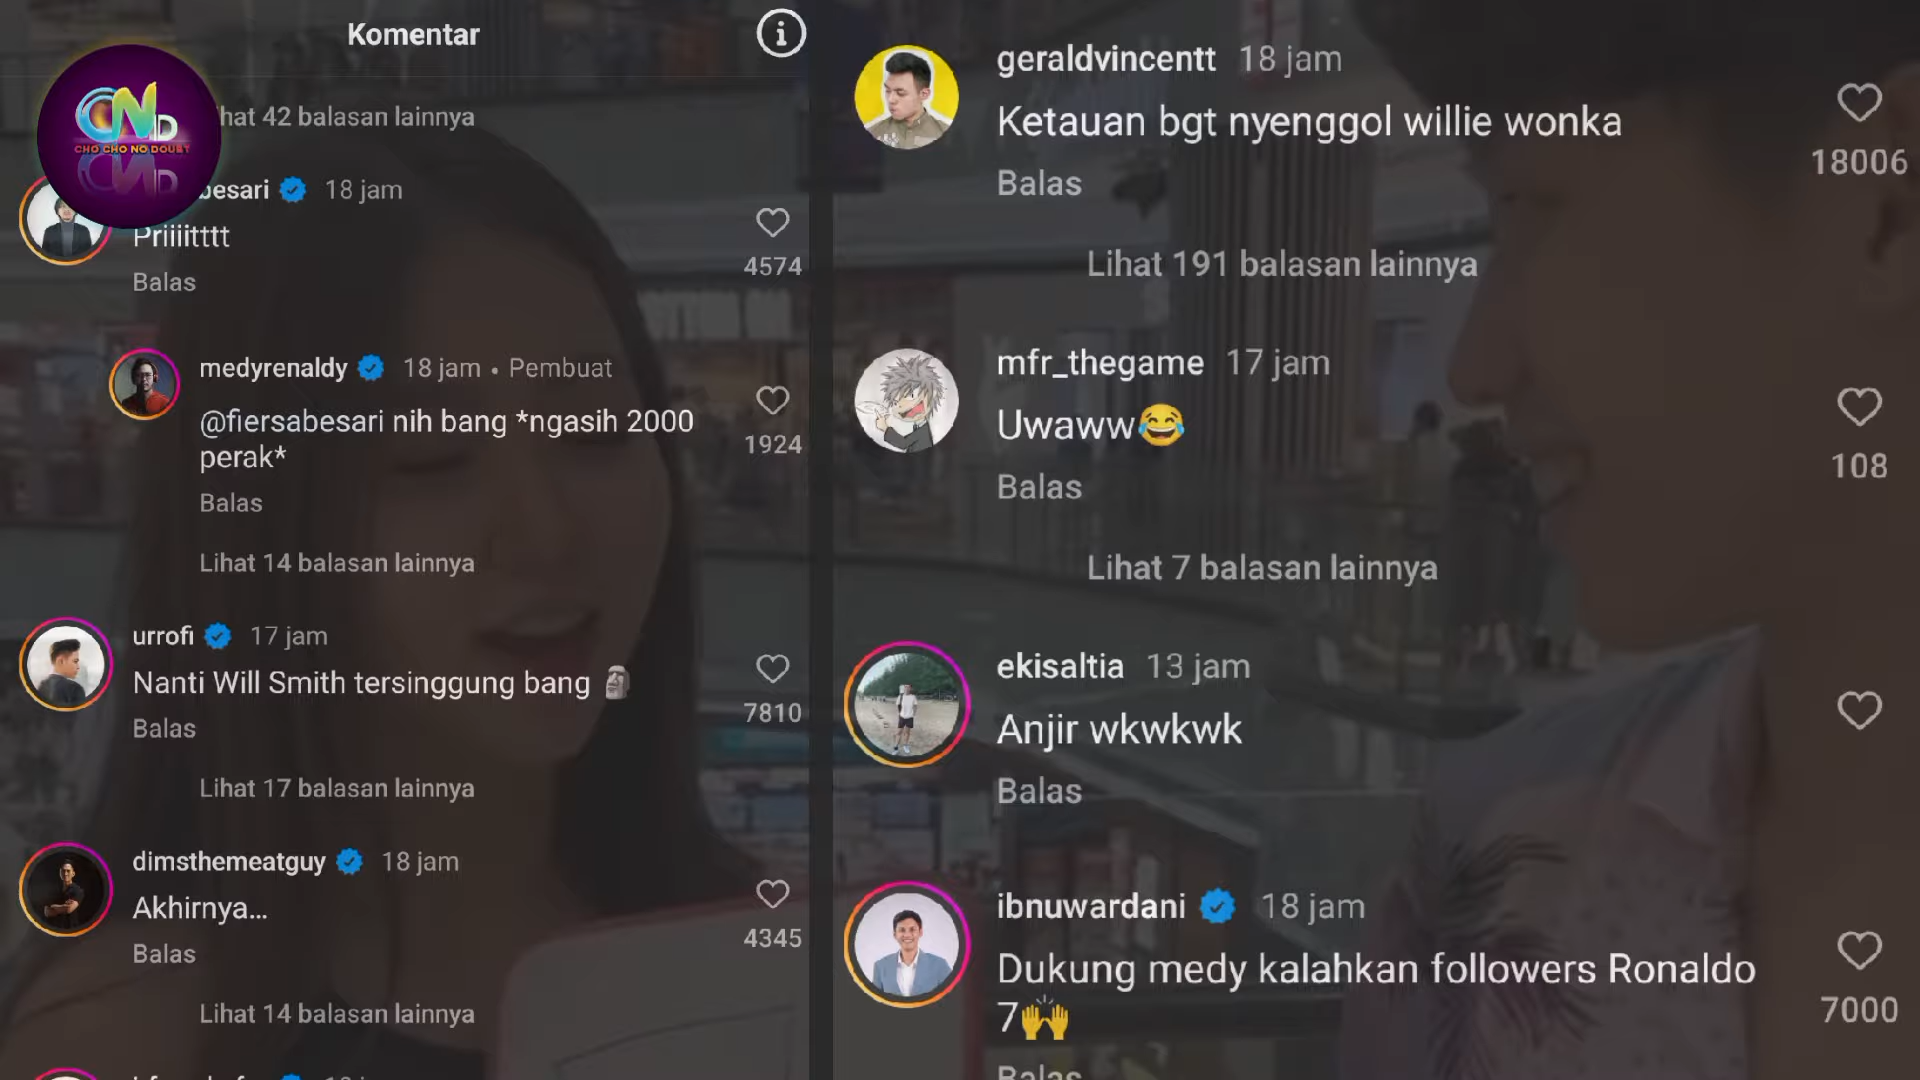 Komentar
CND
CHO CHO NO DOUBT
hat 42 balasan lainnya
besari 18 jam
Priiiitttt
4574
Balas
medyrenaldy 18 jam • Pembuat
@fiersabesari nih bang *ngasih 2000
perak*
1924
Balas
Lihat 14 balasan lainnya
urrofi 17 jam
Nanti Will Smith tersinggung bang 🗿
7810
Balas
Lihat 17 balasan lainnya
dimsthemeatguy 18 jam
Akhirnya...
4345
Balas
Lihat 14 balasan lainnya
geraldvincentt 18 jam
Ketauan bgt nyenggol willie wonka
18006
Balas
Lihat 191 balasan lainnya
mfr_thegame 17 jam
Uwaww😂
108
Balas
Lihat 7 balasan lainnya
ekisaltia 13 jam
Anjir wkwkwk
Balas
ibnuwardani 18 jam
Dukung medy kalahkan followers Ronaldo
7🙌
7000
Balas